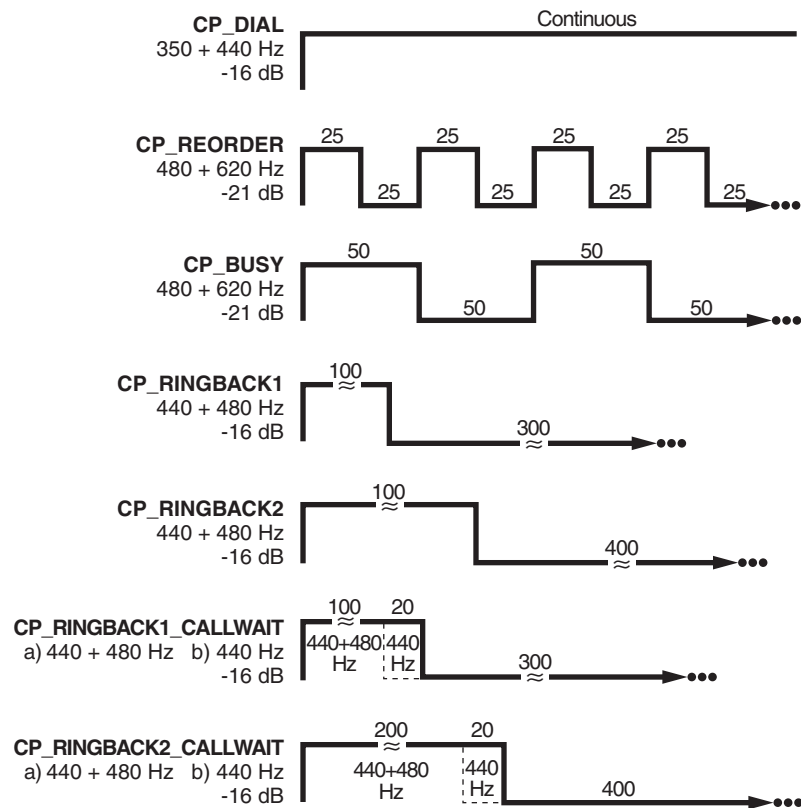 Continuous
CP_DIAL
350 + 440 Hz
-16 dB
25 25 25 25
CP_REORDER
480 + 620 Hz
-21 dB
25 25 25 25
50 50
CP_BUSY
480 + 620 Hz
-21 dB
50 50
100
CP_RINGBACK1
440 + 480 Hz
-16 dB
300
100
CP_RINGBACK2
440 + 480 Hz
-16 dB
400
100 20
CP_RINGBACK1_CALLWAIT
a) 440 + 480 Hz b) 440 Hz
-16 dB
440+480
Hz
440
Hz
300
200 20
CP_RINGBACK2_CALLWAIT
a) 440 + 480 Hz b) 440 Hz
-16 dB
440+480
Hz
440
Hz
400